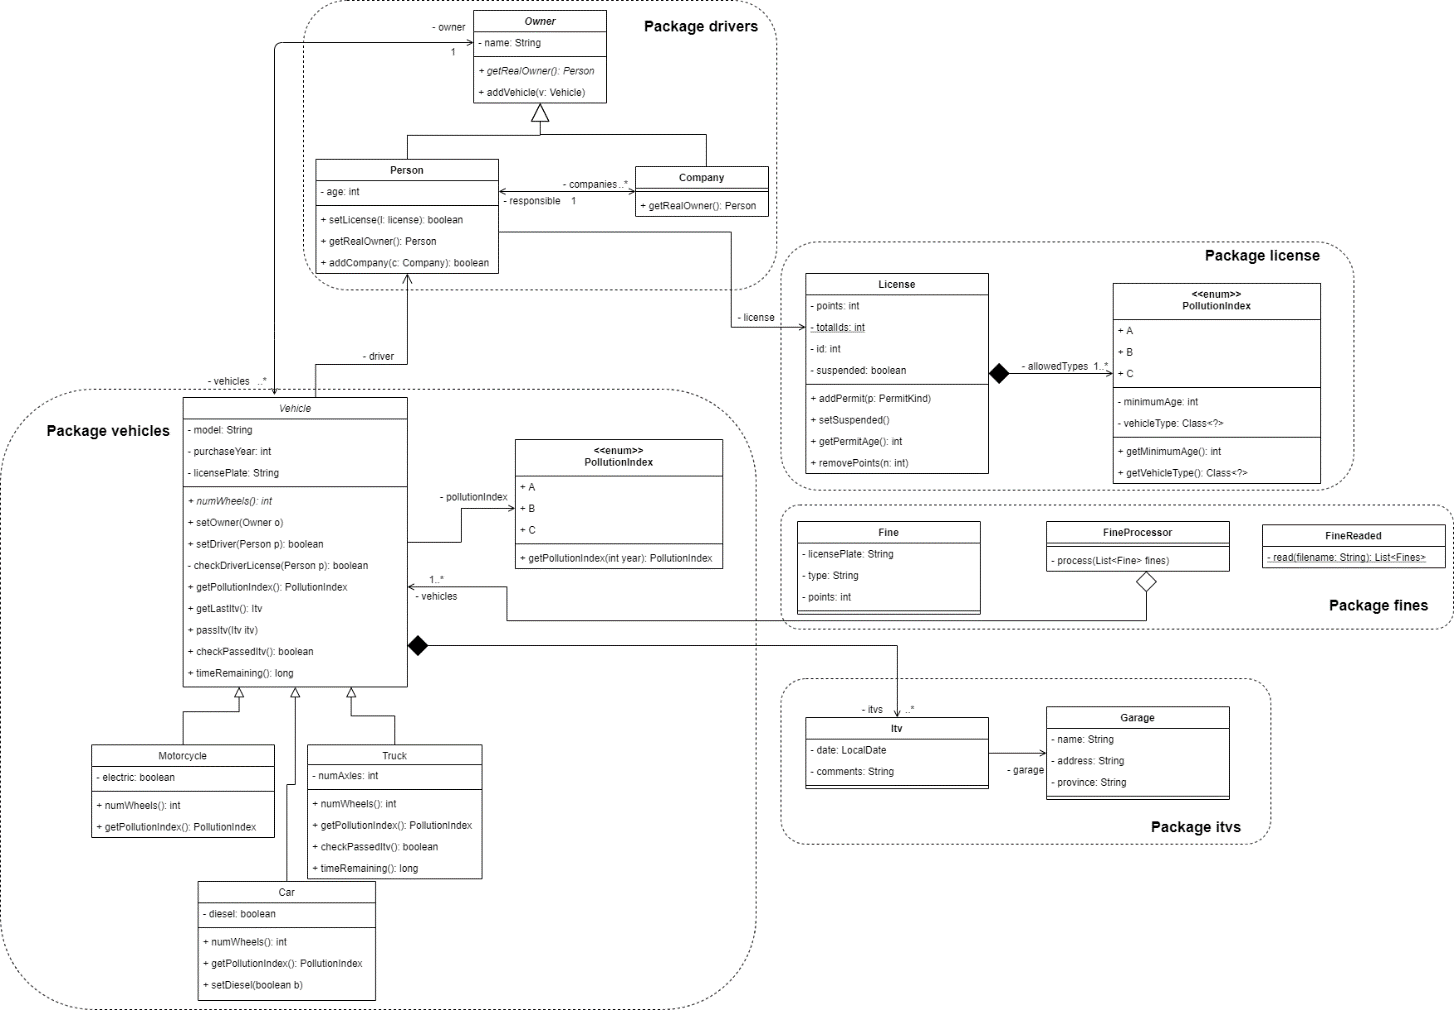 Package drivers
Owner
- name: String
+ getRealOwner(): Person
+ addVehicle(v: Vehicle)
- owner
1
Person
- age: int
+ setLicense(l: license): boolean
+ getRealOwner(): Person
+ addCompany(c: Company): boolean
- companies ..*
- responsible 1
Company
+ getRealOwner(): Person
- license
- driver
- vehicles ..*
Package license
License
- points: int
- totalIds: int
- id: int
- suspended: boolean
+ addPermit(p: PermitKind)
+ setSuspended()
+ getPermitAge(): int
+ removePoints(n: int)
- allowedTypes 1..*
<<enum>>
PollutionIndex
+ A
+ B
+ C
- minimumAge: int
- vehicleType: Class<?>
+ getMinimumAge(): int
+ getVehicleType(): Class<?>
Package vehicles
Vehicle
- model: String
- purchaseYear: int
- licensePlate: String
+ numWheels(): int
+ setOwner(Owner o)
+ setDriver(Person p): boolean
- checkDriverLicense(Person p): boolean
+ getPollutionIndex(): PollutionIndex
+ getLastItv(): Itv
+ passItv(Itv itv)
+ checkPassedItv(): boolean
+ timeRemaining(): long
- pollutionIndex
<<enum>>
PollutionIndex
+ A
+ B
+ C
+ getPollutionIndex(int year): PollutionIndex
1..*
- vehicles
Fine
- licensePlate: String
- type: String
- points: int
FineProcessor
- process(List<Fine> fines)
FineReaded
- read(filename: String): List<Fines>
Package fines
- itvs ..*
Itv
- date: LocalDate
- comments: String
- garage
Garage
- name: String
- address: String
- province: String
Package itvs
Motorcycle
- electric: boolean
+ numWheels(): int
+ getPollutionIndex(): PollutionIndex
Truck
- numAxles: int
+ numWheels(): int
+ getPollutionIndex(): PollutionIndex
+ checkPassedItv(): boolean
+ timeRemaining(): long
Car
- diesel: boolean
+ numWheels(): int
+ getPollutionIndex(): PollutionIndex
+ setDiesel(boolean b)